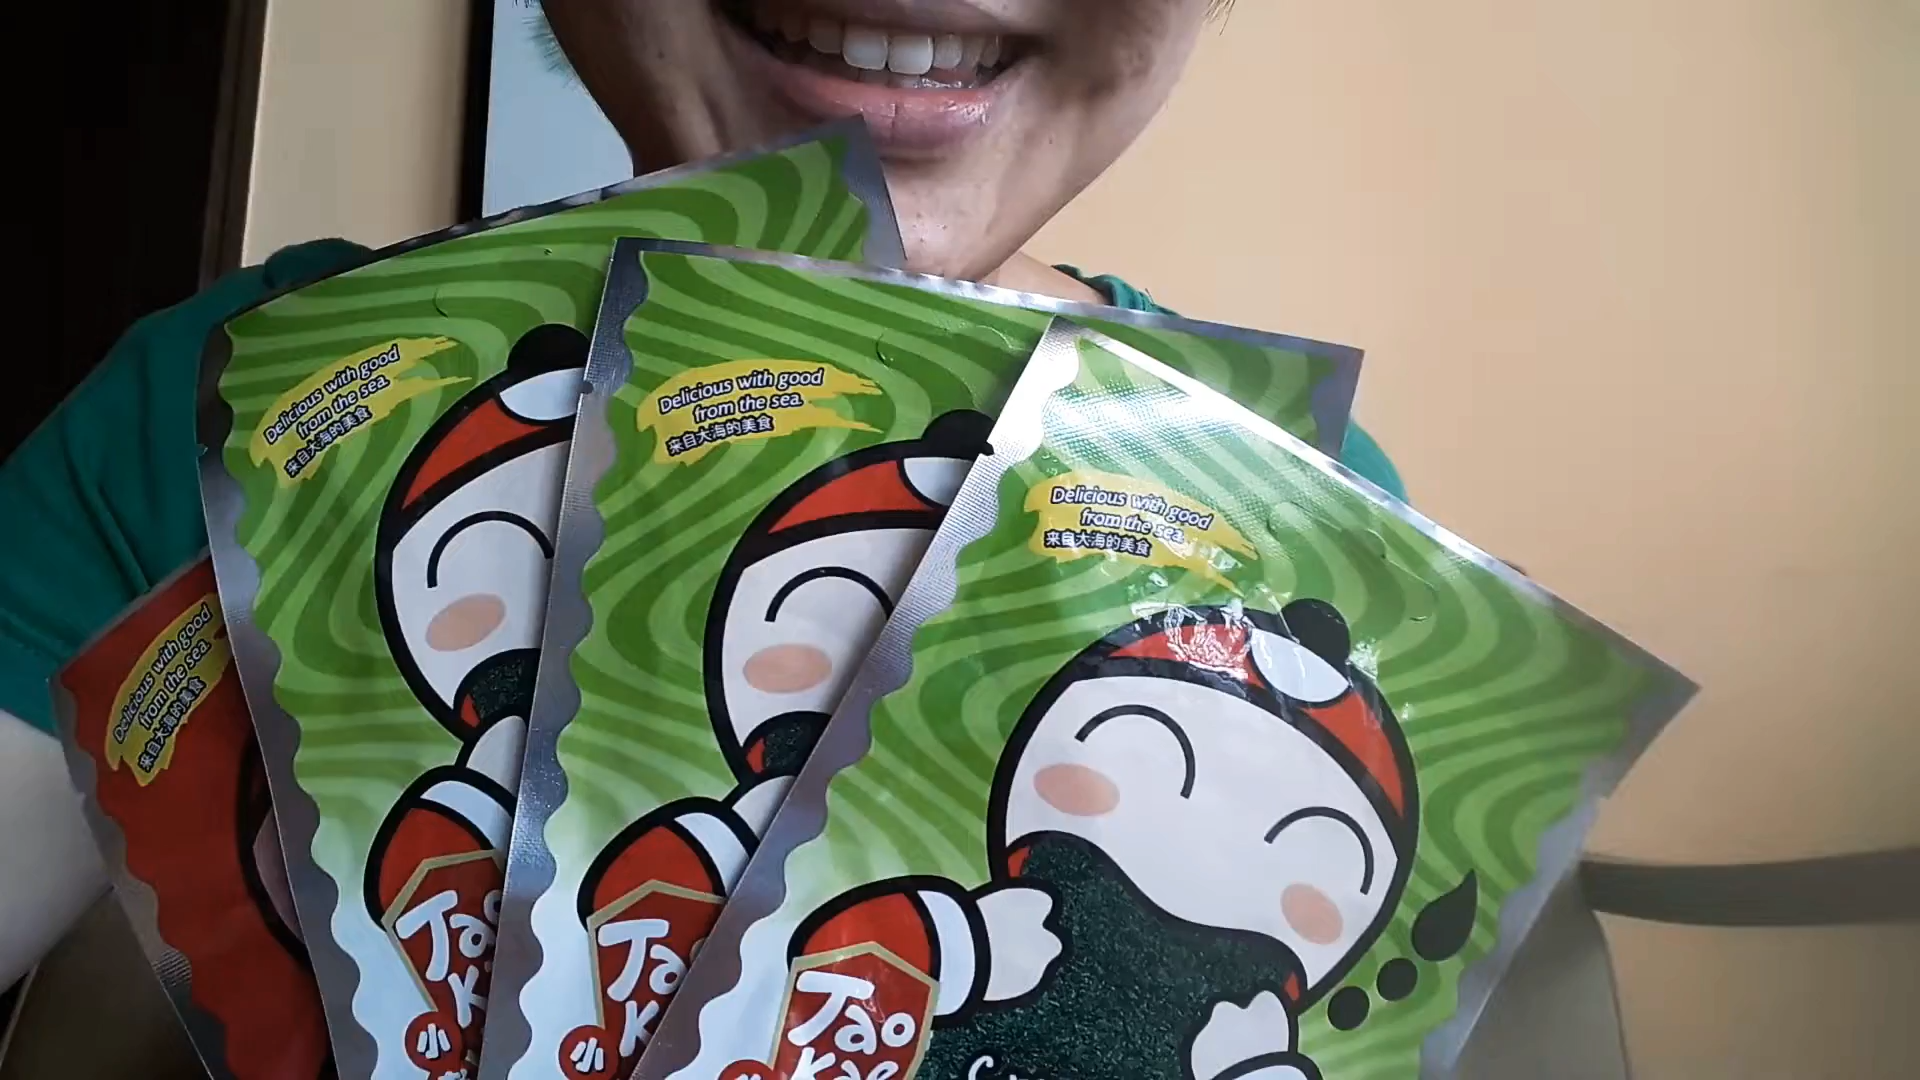 Delicious with good
from the sea.
来自大海的美食
Delicious with good
from the sea.
来自大海的美食
Delicious with good
from the sea.
来自大海的美食
Delicious with good
from the sea.
来自大海的美食
Tao
小
Tao
小
Tao
Kae